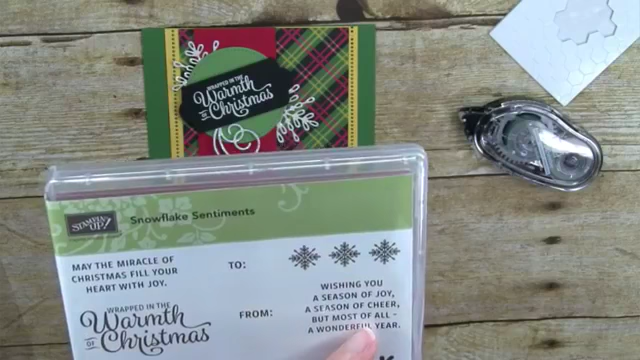 WRAPPED IN THE
Warmth
OF Christmas
STAMPIN' UP!
Snowflake Sentiments
MAY THE MIRACLE OF
CHRISTMAS FILL YOUR
HEART WITH JOY.
TO:
WRAPPED IN THE
Warmth
OF Christmas
FROM:
WISHING YOU
A SEASON OF JOY,
A SEASON OF CHEER,
BUT MOST OF ALL -
A WONDERFUL YEAR.